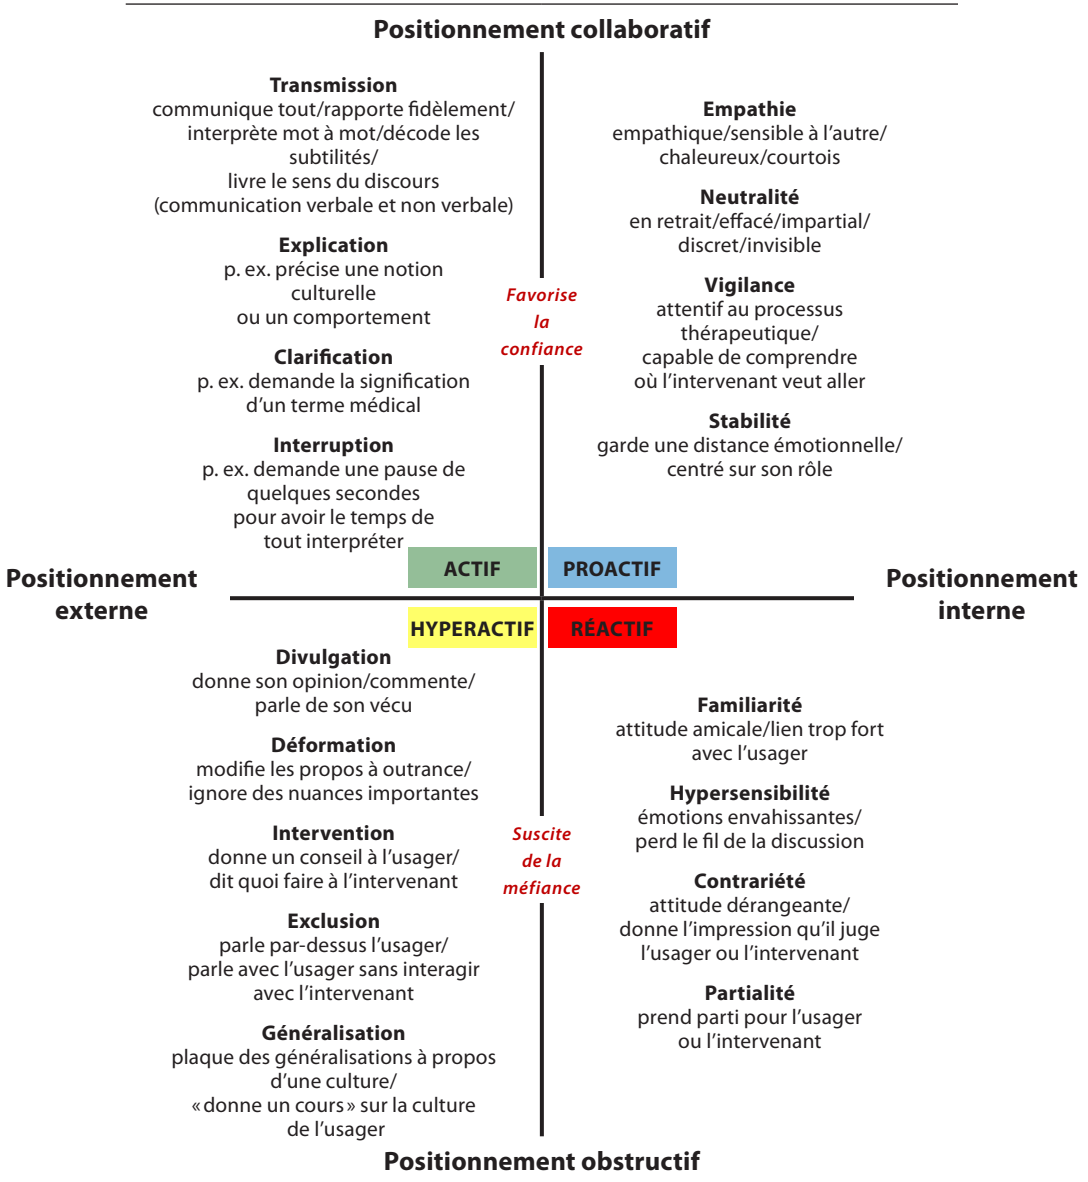 Positionnement collaboratif
Transmission
communique tout/rapporte fidèlement/
interprète mot à mot/décode les
subtilités/
livre le sens du discours
(communication verbale et non verbale)
Explication
p. ex. précise une notion
culturelle
ou un comportement
Clarification
p. ex. demande la signification
d'un terme médical
Interruption
p. ex. demande une pause de
quelques secondes
pour avoir le temps de
tout interpréter
Empathie
empathique/sensible à l'autre/
chaleureux/courtois
Neutralité
en retrait/effacé/impartial/
discret/invisible
Vigilance
attentif au processus
thérapeutique/
capable de comprendre
où l'intervenant veut aller
Stabilité
garde une distance émotionnelle/
centré sur son rôle
Favorise
la
confiance
ACTIF
PROACTIF
Positionnement
externe
Positionnement
interne
HYPERACTIF
RÉACTIF
Divulgation
donne son opinion/commente/
parle de son vécu
Déformation
modifie les propos à outrance/
ignore des nuances importantes
Intervention
donne un conseil à l'usager/
dit quoi faire à l'intervenant
Exclusion
parle par-dessus l'usager/
parle avec l'usager sans interagir
avec l'intervenant
Généralisation
plaque des généralisations à propos
d'une culture/
« donne un cours » sur la culture
de l'usager
Suscite
de la
méfiance
Familiarité
attitude amicale/lien trop fort
avec l'usager
Hypersensibilité
émotions envahissantes/
perd le fil de la discussion
Contrariété
attitude dérangeante/
donne l'impression qu'il juge
l'usager ou l'intervenant
Partialité
prend parti pour l'usager
ou l'intervenant
Positionnement obstructif